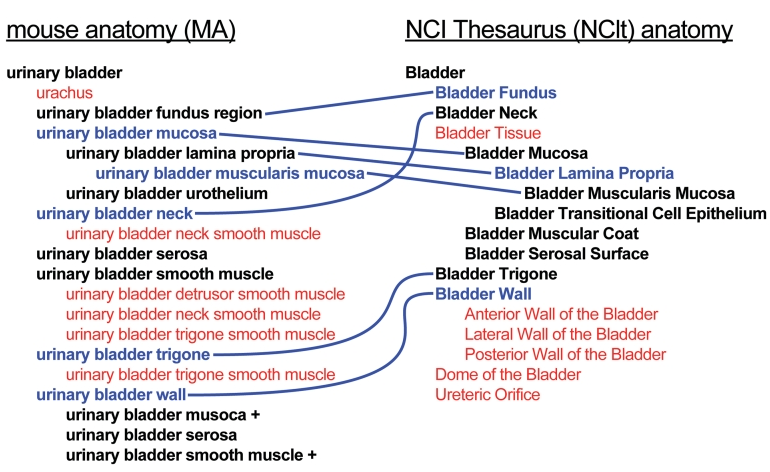 mouse anatomy (MA)
urinary bladder
urachus
urinary bladder fundus region
urinary bladder mucosa
urinary bladder lamina propria
urinary bladder muscularis mucosa
urinary bladder urothelium
urinary bladder neck
urinary bladder neck smooth muscle
urinary bladder serosa
urinary bladder smooth muscle
urinary bladder detrusor smooth muscle
urinary bladder neck smooth muscle
urinary bladder trigone smooth muscle
urinary bladder trigone
urinary bladder trigone smooth muscle
urinary bladder wall
urinary bladder musoca +
urinary bladder serosa
urinary bladder smooth muscle +
NCI Thesaurus (NCIt) anatomy
Bladder
Bladder Fundus
Bladder Neck
Bladder Tissue
Bladder Mucosa
Bladder Lamina Propria
Bladder Muscularis Mucosa
Bladder Transitional Cell Epithelium
Bladder Muscular Coat
Bladder Serosal Surface
Bladder Trigone
Bladder Wall
Anterior Wall of the Bladder
Lateral Wall of the Bladder
Posterior Wall of the Bladder
Dome of the Bladder
Ureteric Orifice